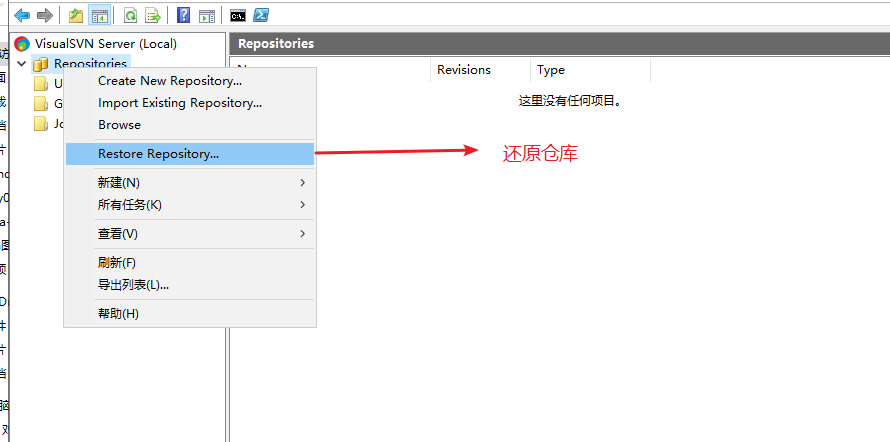 VisualSVN Server (Local)
Repositories
Repositories
Revisions
Type
这里没有任何项目。
Create New Repository...
Import Existing Repository...
Browse
Restore Repository...
还原仓库
新建(N)
所有任务(K)
查看(V)
刷新(F)
导出列表(L)...
帮助(H)